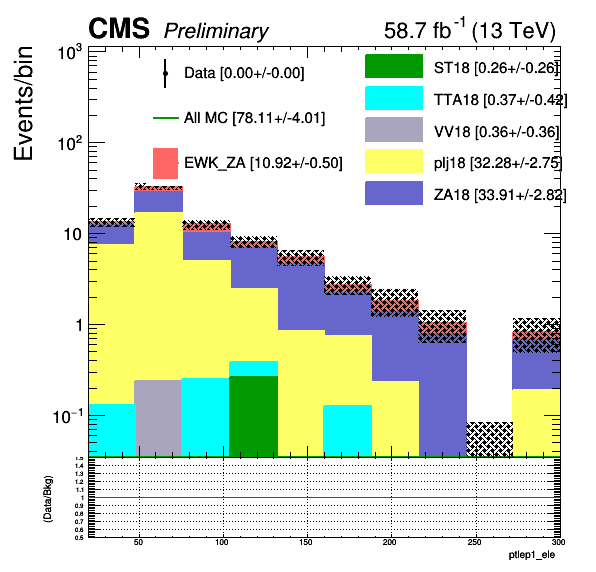 CMS Preliminary 58.7 fb⁻¹ (13 TeV)
Events/bin
10³
10²
10
1
10⁻¹
Data [0.00+/-0.00]
All MC [78.11+/-4.01]
EWK_ZA [10.92+/-0.50]
ST18 [0.26+/-0.26]
TTA18 [0.37+/-0.42]
VV18 [0.36+/-0.36]
plj18 [32.28+/-2.75]
ZA18 [33.91+/-2.82]
(Data/Bkg)
1.5
1.4
1.3
1.2
1.1
1
0.9
0.8
0.7
0.6
0.5
50 100 150 200 250 300
ptlep1_ele